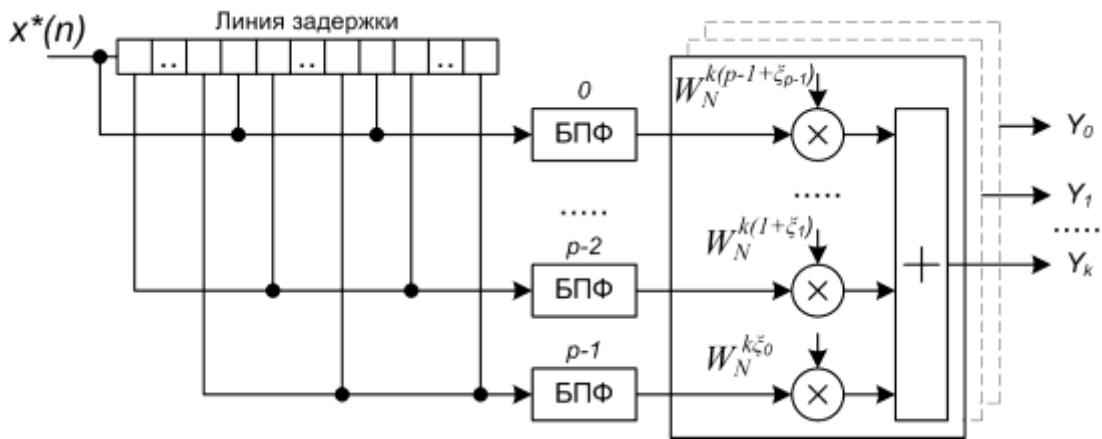 Линия задержки
x*(n)
.. .. ..
0
БПФ
W_N^{k(p-1+ξ_{p-1})}
×
Y_0
.....
.....
Y_1
.....
p-2
БПФ
W_N^{k(1+ξ_1)}
×
+
Y_k
p-1
БПФ
W_N^{kξ_0}
×